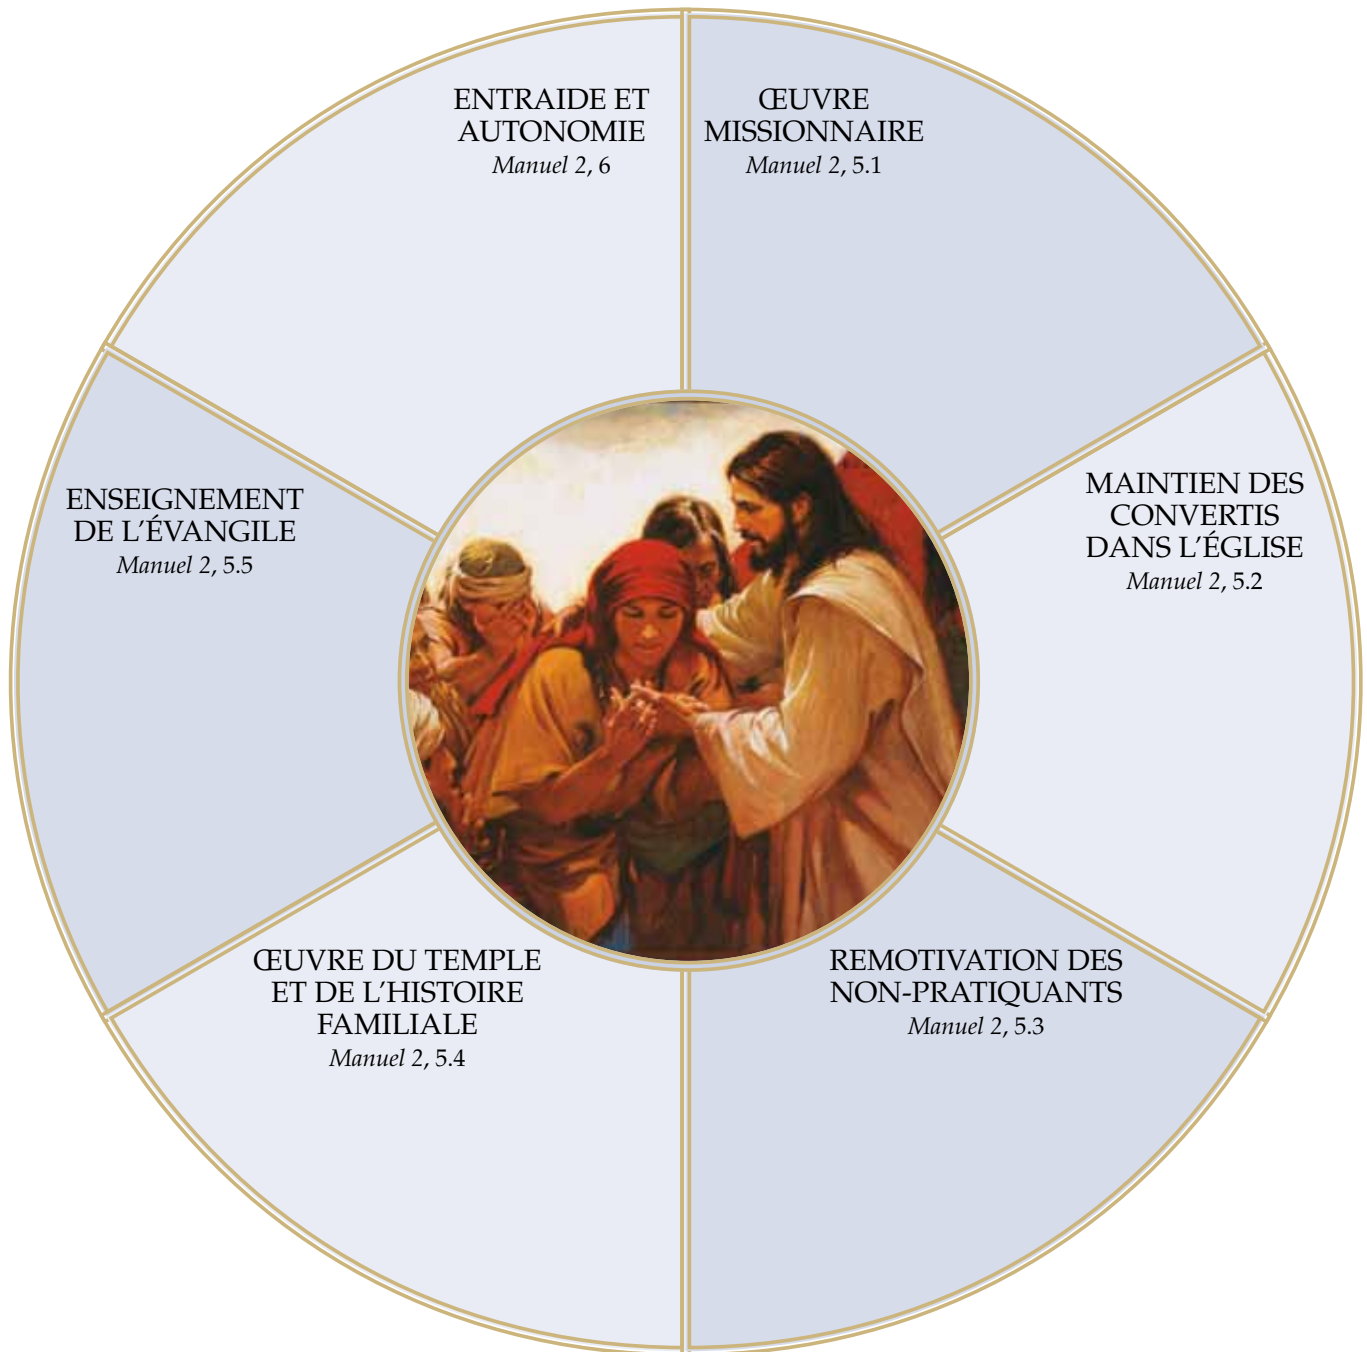 ENTRAIDE ET
AUTONOMIE
Manuel 2, 6
ŒUVRE
MISSIONNAIRE
Manuel 2, 5.1
MAINTIEN DES
CONVERTIS
DANS L’ÉGLISE
Manuel 2, 5.2
REMOTIVATION DES
NON-PRATIQUANTS
Manuel 2, 5.3
ŒUVRE DU TEMPLE
ET DE L’HISTOIRE
FAMILIALE
Manuel 2, 5.4
ENSEIGNEMENT
DE L’ÉVANGILE
Manuel 2, 5.5